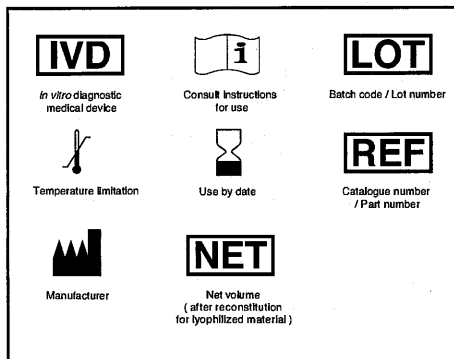 IVD
i
LOT
In vitro diagnostic
medical device
Consult instructions
for use
Batch code / Lot number
REF
Temperature limitation
Use by date
Catalogue number
/ Part number
NET
Manufacturer
Net volume
( after reconstitution
for lyophilized material )